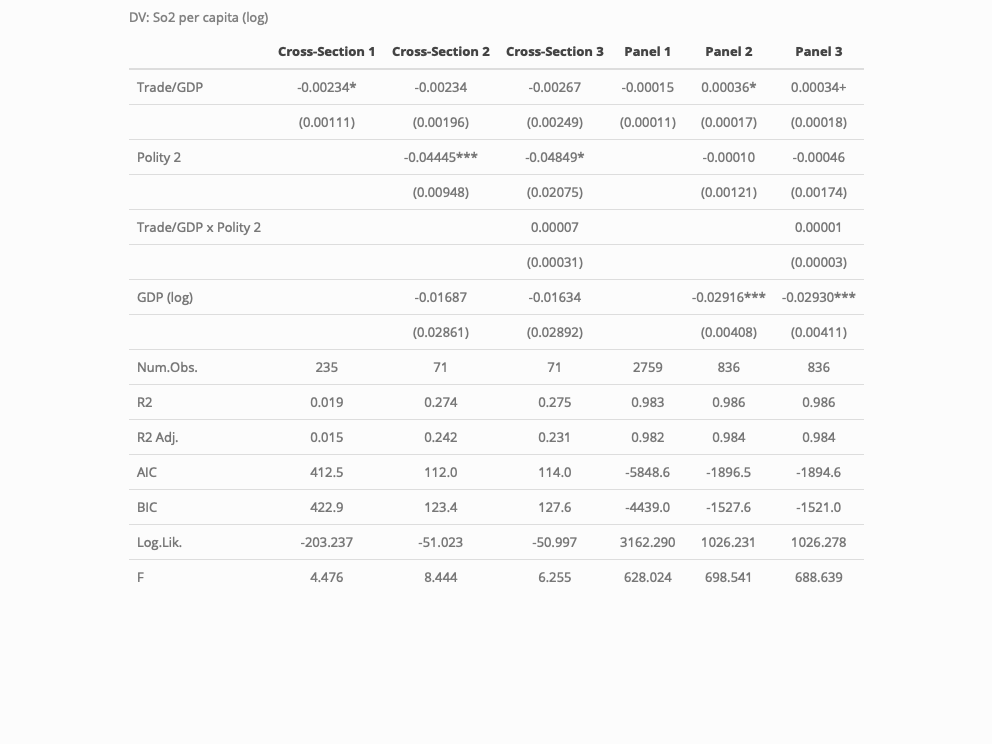 DV: So2 per capita (log)
Cross-Section 1 Cross-Section 2 Cross-Section 3 Panel 1 Panel 2 Panel 3
Trade/GDP -0.00234* -0.00234 -0.00267 -0.00015 0.00036* 0.00034+
(0.00111) (0.00196) (0.00249) (0.00011) (0.00017) (0.00018)
Polity 2 -0.04445*** -0.04849* -0.00010 -0.00046
(0.00948) (0.02075) (0.00121) (0.00174)
Trade/GDP x Polity 2 0.00007 0.00001
(0.00031) (0.00003)
GDP (log) -0.01687 -0.01634 -0.02916*** -0.02930***
(0.02861) (0.02892) (0.00408) (0.00411)
Num.Obs. 235 71 71 2759 836 836
R2 0.019 0.274 0.275 0.983 0.986 0.986
R2 Adj. 0.015 0.242 0.231 0.982 0.984 0.984
AIC 412.5 112.0 114.0 -5848.6 -1896.5 -1894.6
BIC 422.9 123.4 127.6 -4439.0 -1527.6 -1521.0
Log.Lik. -203.237 -51.023 -50.997 3162.290 1026.231 1026.278
F 4.476 8.444 6.255 628.024 698.541 688.639